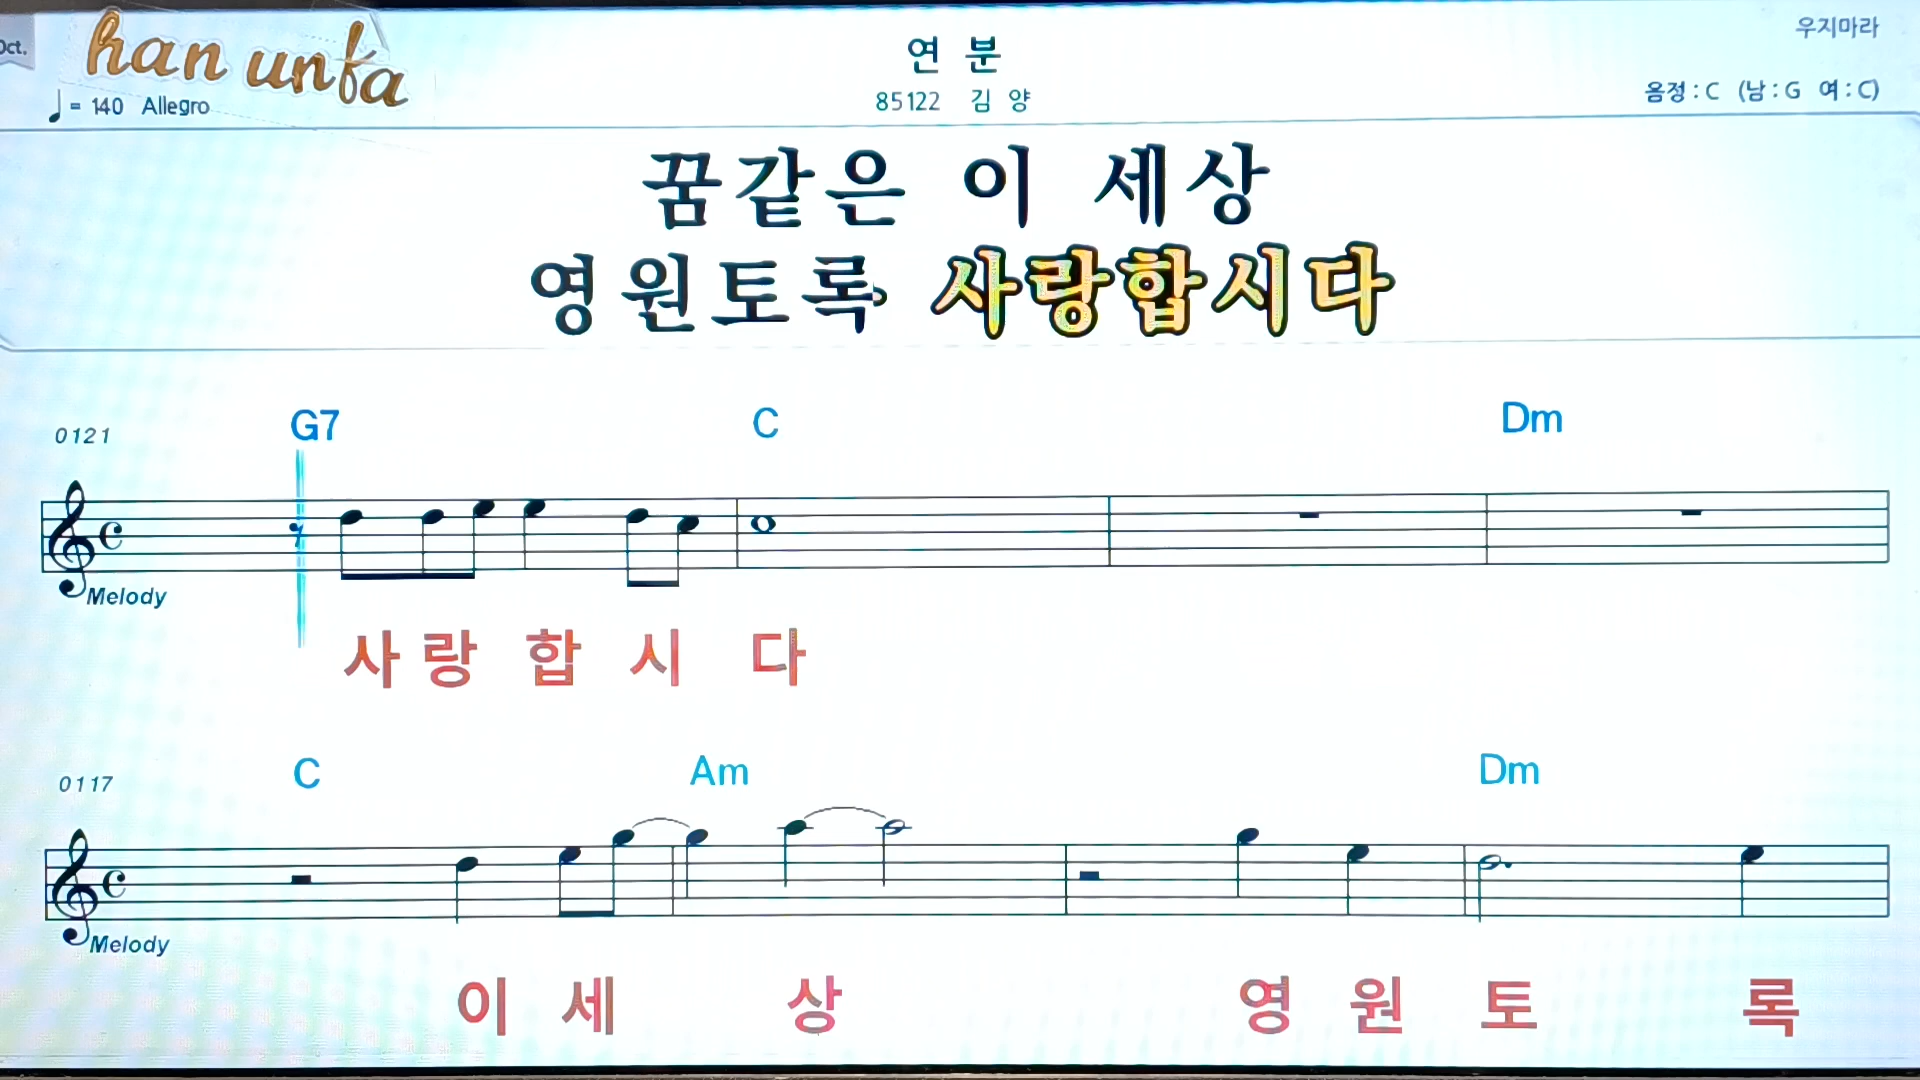 Oct.
han unfa
♩ = 140 Allegro
연 분
85122 김 양
우지마라
음정 : C (남 : G 여 : C)
꿈같은 이 세상
영원토록 사랑합시다
0121 G7 C Dm
Melody
사 랑 합 시 다
0117 C Am Dm
Melody
이 세 상 영 원 토 록